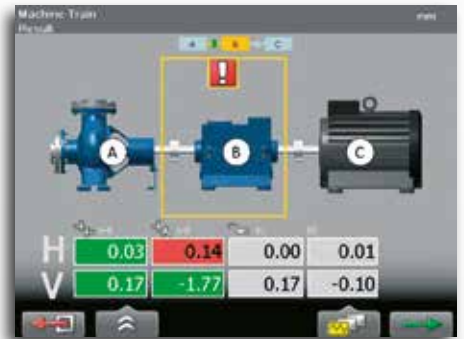 Machine Train
mm
Result
A B C
A B C
H 0.03 0.14 0.00 0.01
V 0.17 -1.77 0.17 -0.10